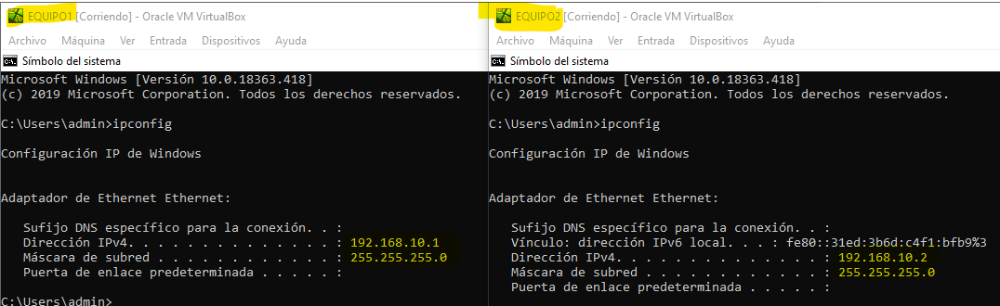 EQUIPO1 [Corriendo] - Oracle VM VirtualBox
Archivo Máquina Ver Entrada Dispositivos Ayuda
Símbolo del sistema
Microsoft Windows [Versión 10.0.18363.418]
(c) 2019 Microsoft Corporation. Todos los derechos reservados.
C:\Users\admin>ipconfig
Configuración IP de Windows
Adaptador de Ethernet Ethernet:
Sufijo DNS específico para la conexión. . :
Dirección IPv4. . . . . . . . . . . . . . : 192.168.10.1
Máscara de subred . . . . . . . . . . . . : 255.255.255.0
Puerta de enlace predeterminada . . . . . :
C:\Users\admin>
EQUIPO2 [Corriendo] - Oracle VM VirtualBox
Archivo Máquina Ver Entrada Dispositivos Ayuda
Símbolo del sistema
Microsoft Windows [Versión 10.0.18363.418]
(c) 2019 Microsoft Corporation. Todos los derechos reservados.
C:\Users\admin>ipconfig
Configuración IP de Windows
Adaptador de Ethernet Ethernet:
Sufijo DNS específico para la conexión. . :
Vínculo: dirección IPv6 local. . . : fe80::31ed:3b6d:c4f1:bfb9%3
Dirección IPv4. . . . . . . . . . . . . . : 192.168.10.2
Máscara de subred . . . . . . . . . . . . : 255.255.255.0
Puerta de enlace predeterminada . . . . . :